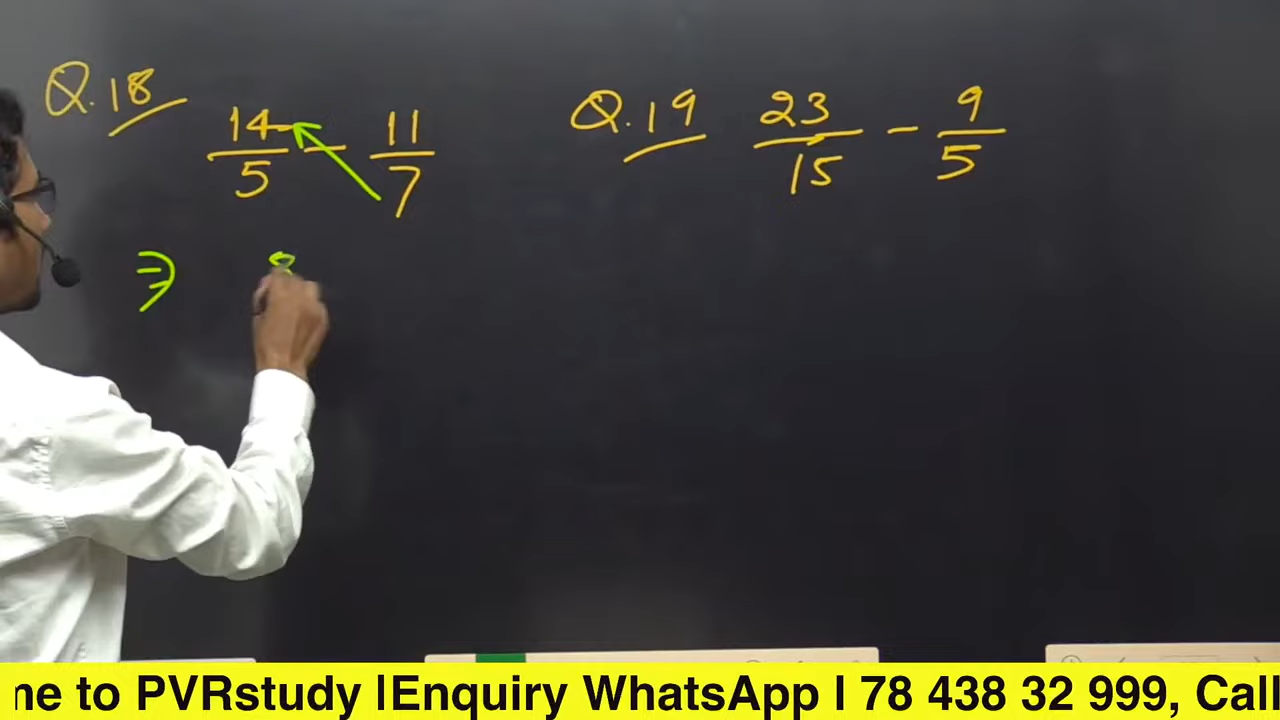 Q.18 14/5 - 11/7
Q.19 23/15 - 9/5
⇒
ne to PVRstudy |Enquiry WhatsApp | 78 438 32 999, Call